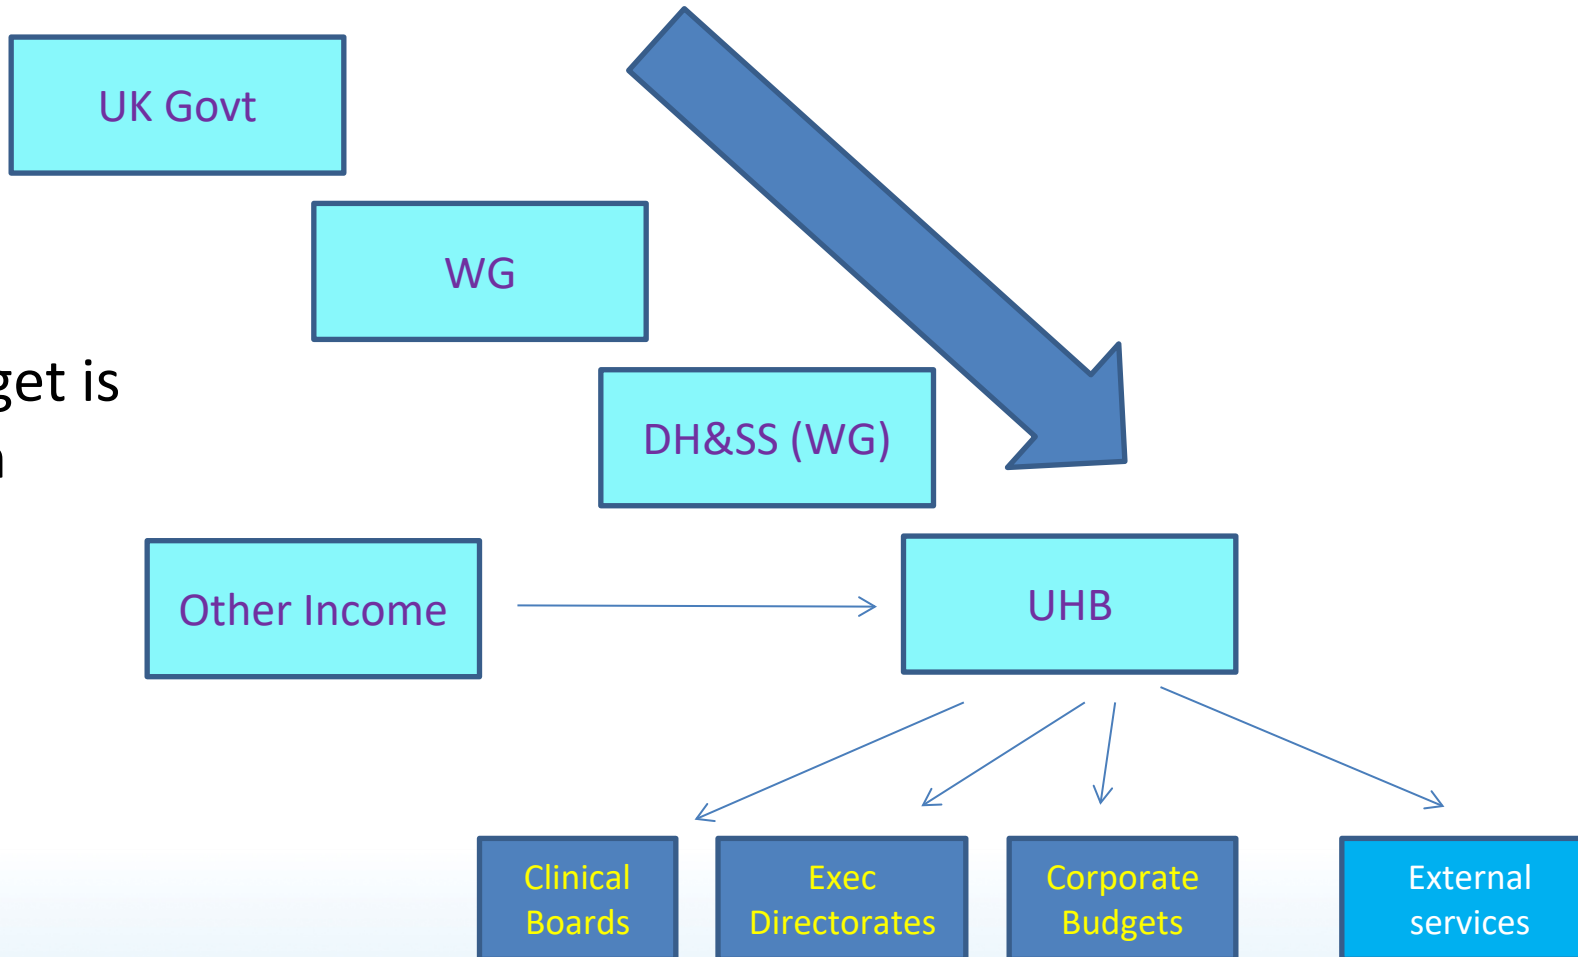 UK Govt
WG
get is
DH&SS (WG)
Other Income
UHB
Clinical
Boards
Exec
Directorates
Corporate
Budgets
External
services